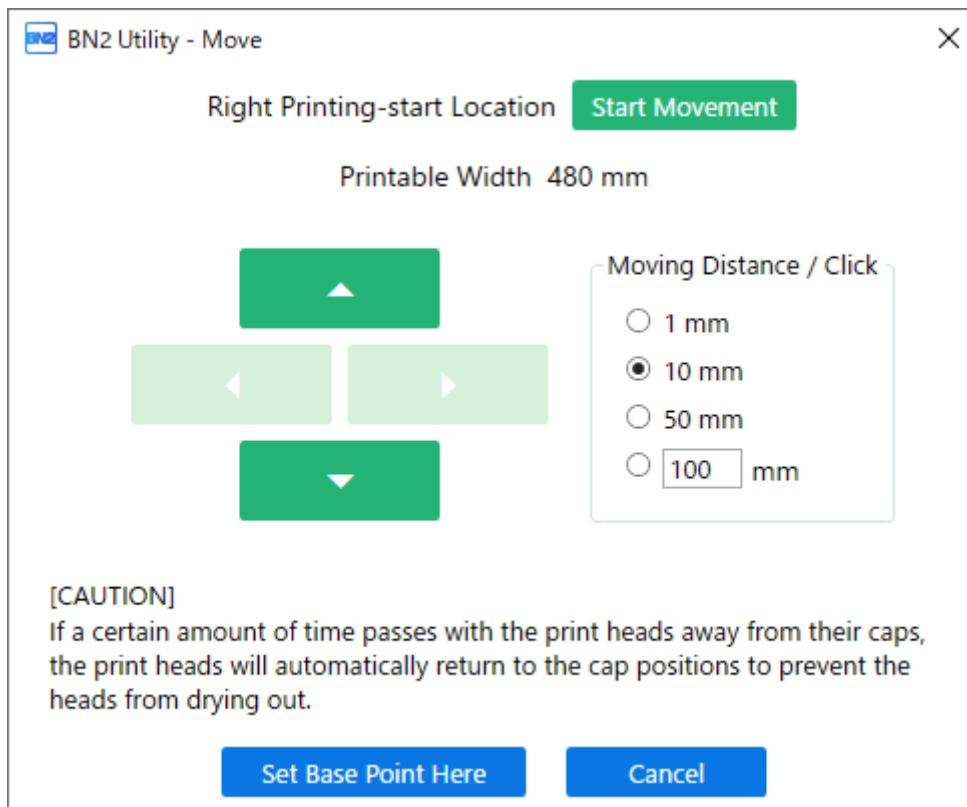 BN2 BN2 Utility - Move
Right Printing-start Location Start Movement
Printable Width 480 mm
Moving Distance / Click
1 mm
10 mm
50 mm
100 mm
[CAUTION]
If a certain amount of time passes with the print heads away from their caps,
the print heads will automatically return to the cap positions to prevent the
heads from drying out.
Set Base Point Here Cancel